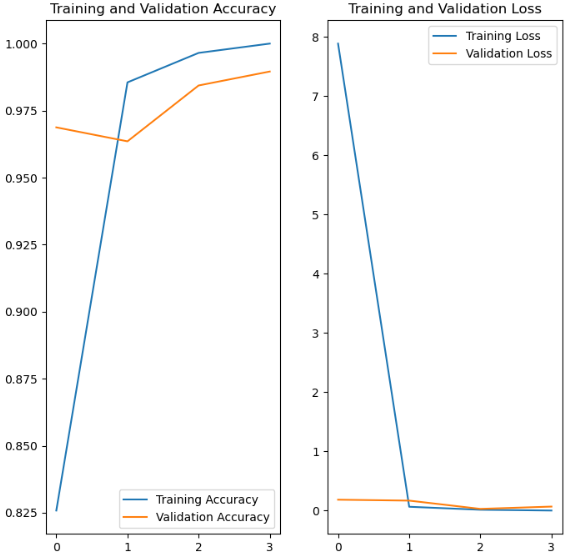 Training and Validation Accuracy
1.000
0.975
0.950
0.925
0.900
0.875
0.850
0.825
Training Accuracy
Validation Accuracy
0 1 2 3
Training and Validation Loss
Training Loss
Validation Loss
8
7
6
5
4
3
2
1
0
0 1 2 3